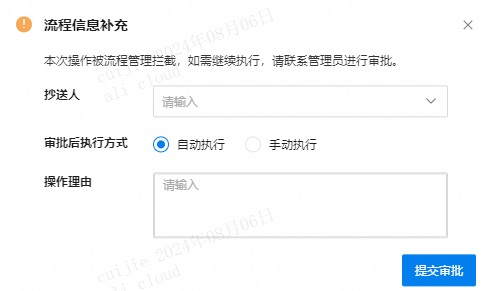 流程信息补充
本次操作被流程管理拦截，如需继续执行，请联系管理员进行审批。
抄送人
请输入
审批后执行方式
自动执行
手动执行
操作理由
请输入
提交审批
cuijie 2024年08月06日
ali cloud
cuijie 2024年08月06日
ali cloud